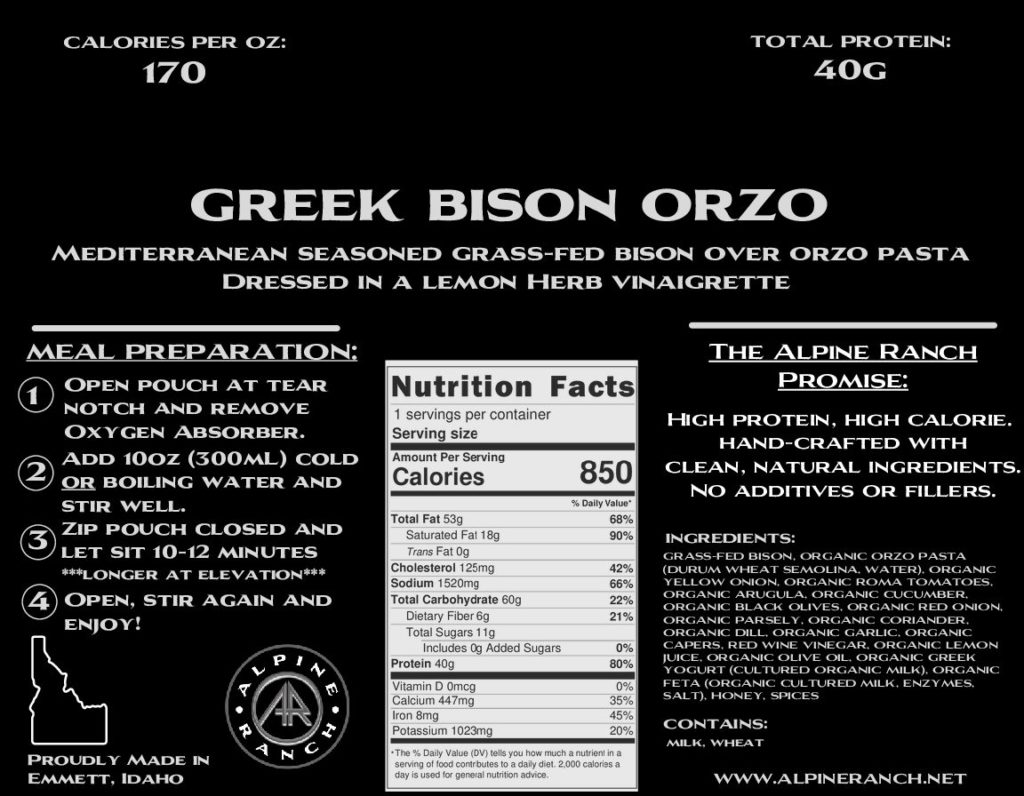 CALORIES PER OZ:
170
TOTAL PROTEIN:
40G
GREEK BISON ORZO
MEDITERRANEAN SEASONED GRASS-FED BISON OVER ORZO PASTA
DRESSED IN A LEMON HERB VINAIGRETTE
MEAL PREPARATION:
1 OPEN POUCH AT TEAR
NOTCH AND REMOVE
OXYGEN ABSORBER.
2 ADD 10OZ (300ML) COLD
OR BOILING WATER AND
STIR WELL.
3 ZIP POUCH CLOSED AND
LET SIT 10-12 MINUTES
***LONGER AT ELEVATION***
4 OPEN, STIR AGAIN AND
ENJOY!
PROUDLY MADE IN
EMMETT, IDAHO
ALPINE
AR
RANCH
Nutrition Facts
1 servings per container
Serving size
Amount Per Serving
Calories 850
% Daily Value*
Total Fat 53g 68%
Saturated Fat 18g 90%
Trans Fat 0g
Cholesterol 125mg 42%
Sodium 1520mg 66%
Total Carbohydrate 60g 22%
Dietary Fiber 6g 21%
Total Sugars 11g
Includes 0g Added Sugars 0%
Protein 40g 80%
Vitamin D 0mcg 0%
Calcium 447mg 35%
Iron 8mg 45%
Potassium 1023mg 20%
*The % Daily Value (DV) tells you how much a nutrient in a
serving of food contributes to a daily diet. 2,000 calories a
day is used for general nutrition advice.
THE ALPINE RANCH
PROMISE:
HIGH PROTEIN, HIGH CALORIE.
HAND-CRAFTED WITH
CLEAN, NATURAL INGREDIENTS.
NO ADDITIVES OR FILLERS.
INGREDIENTS:
GRASS-FED BISON, ORGANIC ORZO PASTA
(DURUM WHEAT SEMOLINA, WATER), ORGANIC
YELLOW ONION, ORGANIC ROMA TOMATOES,
ORGANIC ARUGULA, ORGANIC CUCUMBER,
ORGANIC BLACK OLIVES, ORGANIC RED ONION,
ORGANIC PARSELY, ORGANIC CORIANDER,
ORGANIC DILL, ORGANIC GARLIC, ORGANIC
CAPERS, RED WINE VINEGAR, ORGANIC LEMON
JUICE, ORGANIC OLIVE OIL, ORGANIC GREEK
YOGURT (CULTURED ORGANIC MILK), ORGANIC
FETA (ORGANIC CULTURED MILK, ENZYMES,
SALT), HONEY, SPICES
CONTAINS:
MILK, WHEAT
WWW.ALPINERANCH.NET